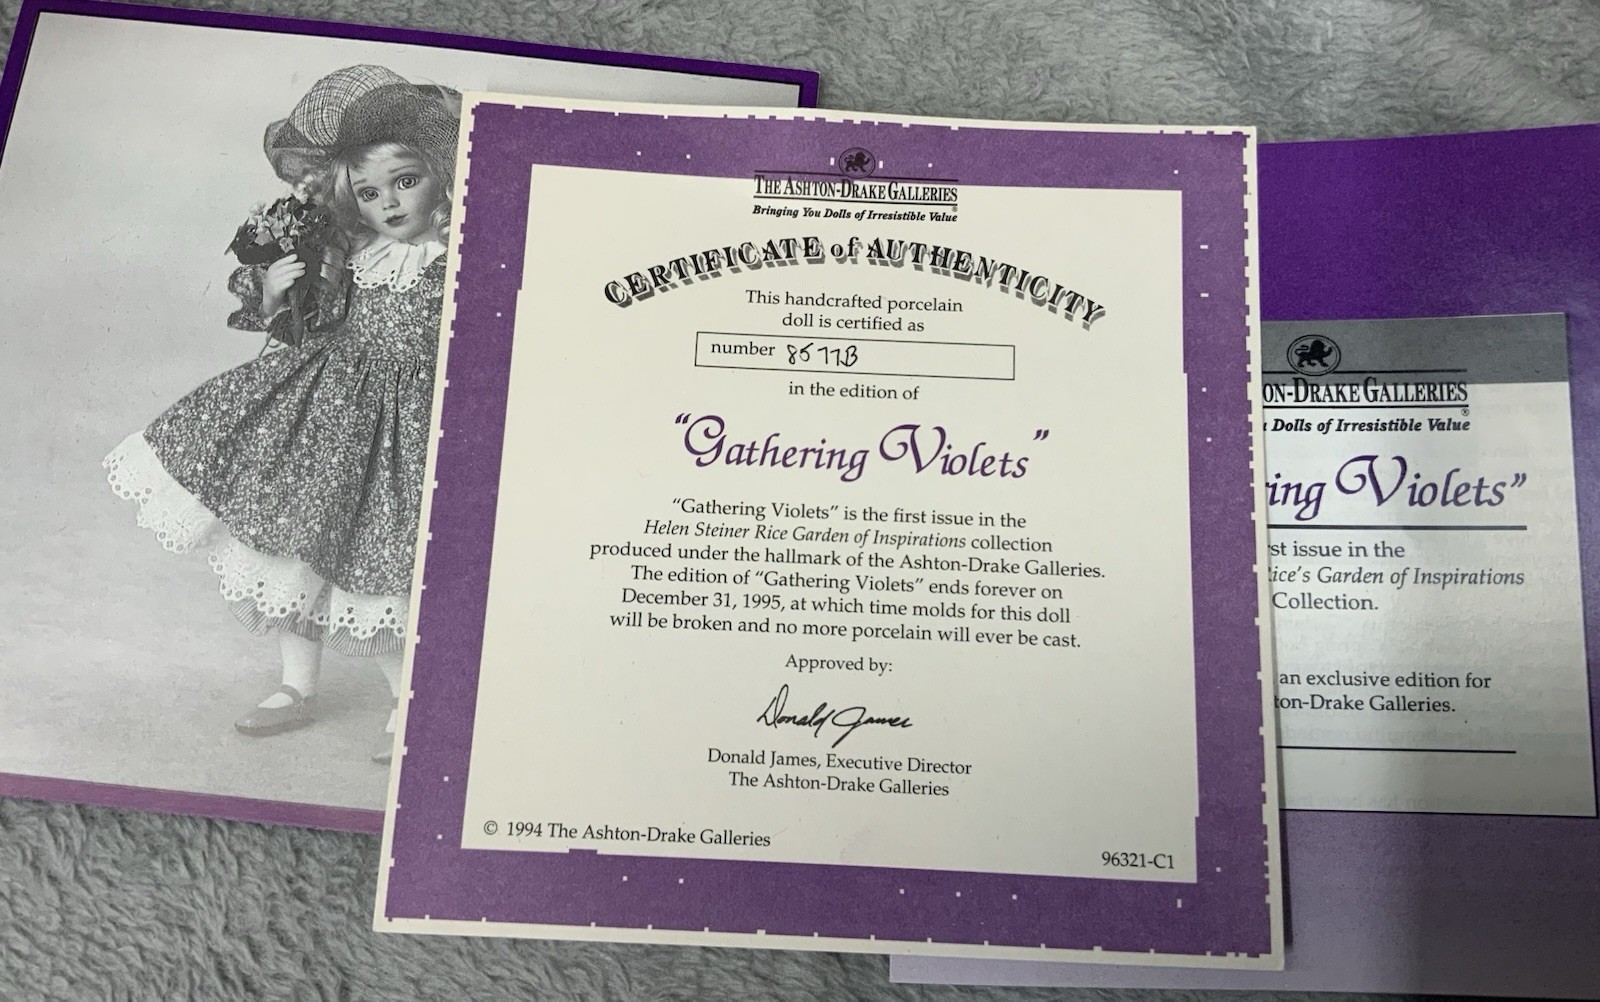 THE ASHTON-DRAKE GALLERIES
Bringing You Dolls of Irresistible Value®
CERTIFICATE of AUTHENTICITY
This handcrafted porcelain
doll is certified as
number 8577B
in the edition of
"Gathering Violets"
"Gathering Violets" is the first issue in the
Helen Steiner Rice Garden of Inspirations collection
produced under the hallmark of the Ashton-Drake Galleries.
The edition of "Gathering Violets" ends forever on
December 31, 1995, at which time molds for this doll
will be broken and no more porcelain will ever be cast.
Approved by:
Donald James
Donald James, Executive Director
The Ashton-Drake Galleries
© 1994 The Ashton-Drake Galleries
96321-C1
ON-DRAKE GALLERIES
Dolls of Irresistible Value®
ing Violets"
st issue in the
ice's Garden of Inspirations
Collection.
an exclusive edition for
ton-Drake Galleries.